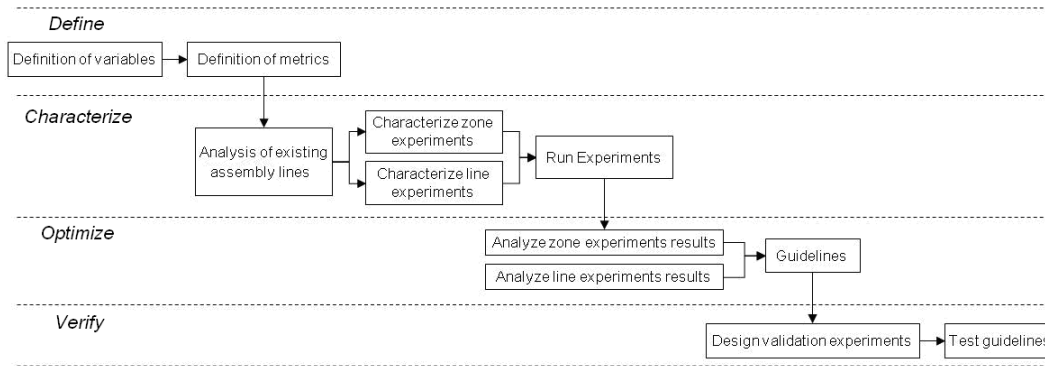 Define
Definition of variables
Definition of metrics
Characterize
Analysis of existing
assembly lines
Characterize zone
experiments
Characterize line
experiments
Run Experiments
Optimize
Analyze zone experiments results
Analyze line experiments results
Guidelines
Verify
Design validation experiments
Test guidelines